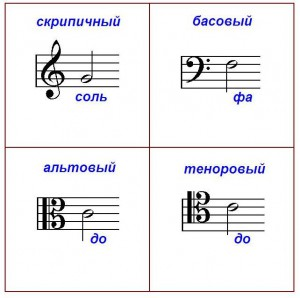 скрипичный
соль
басовый
фа
альтовый
до
теноровый
до